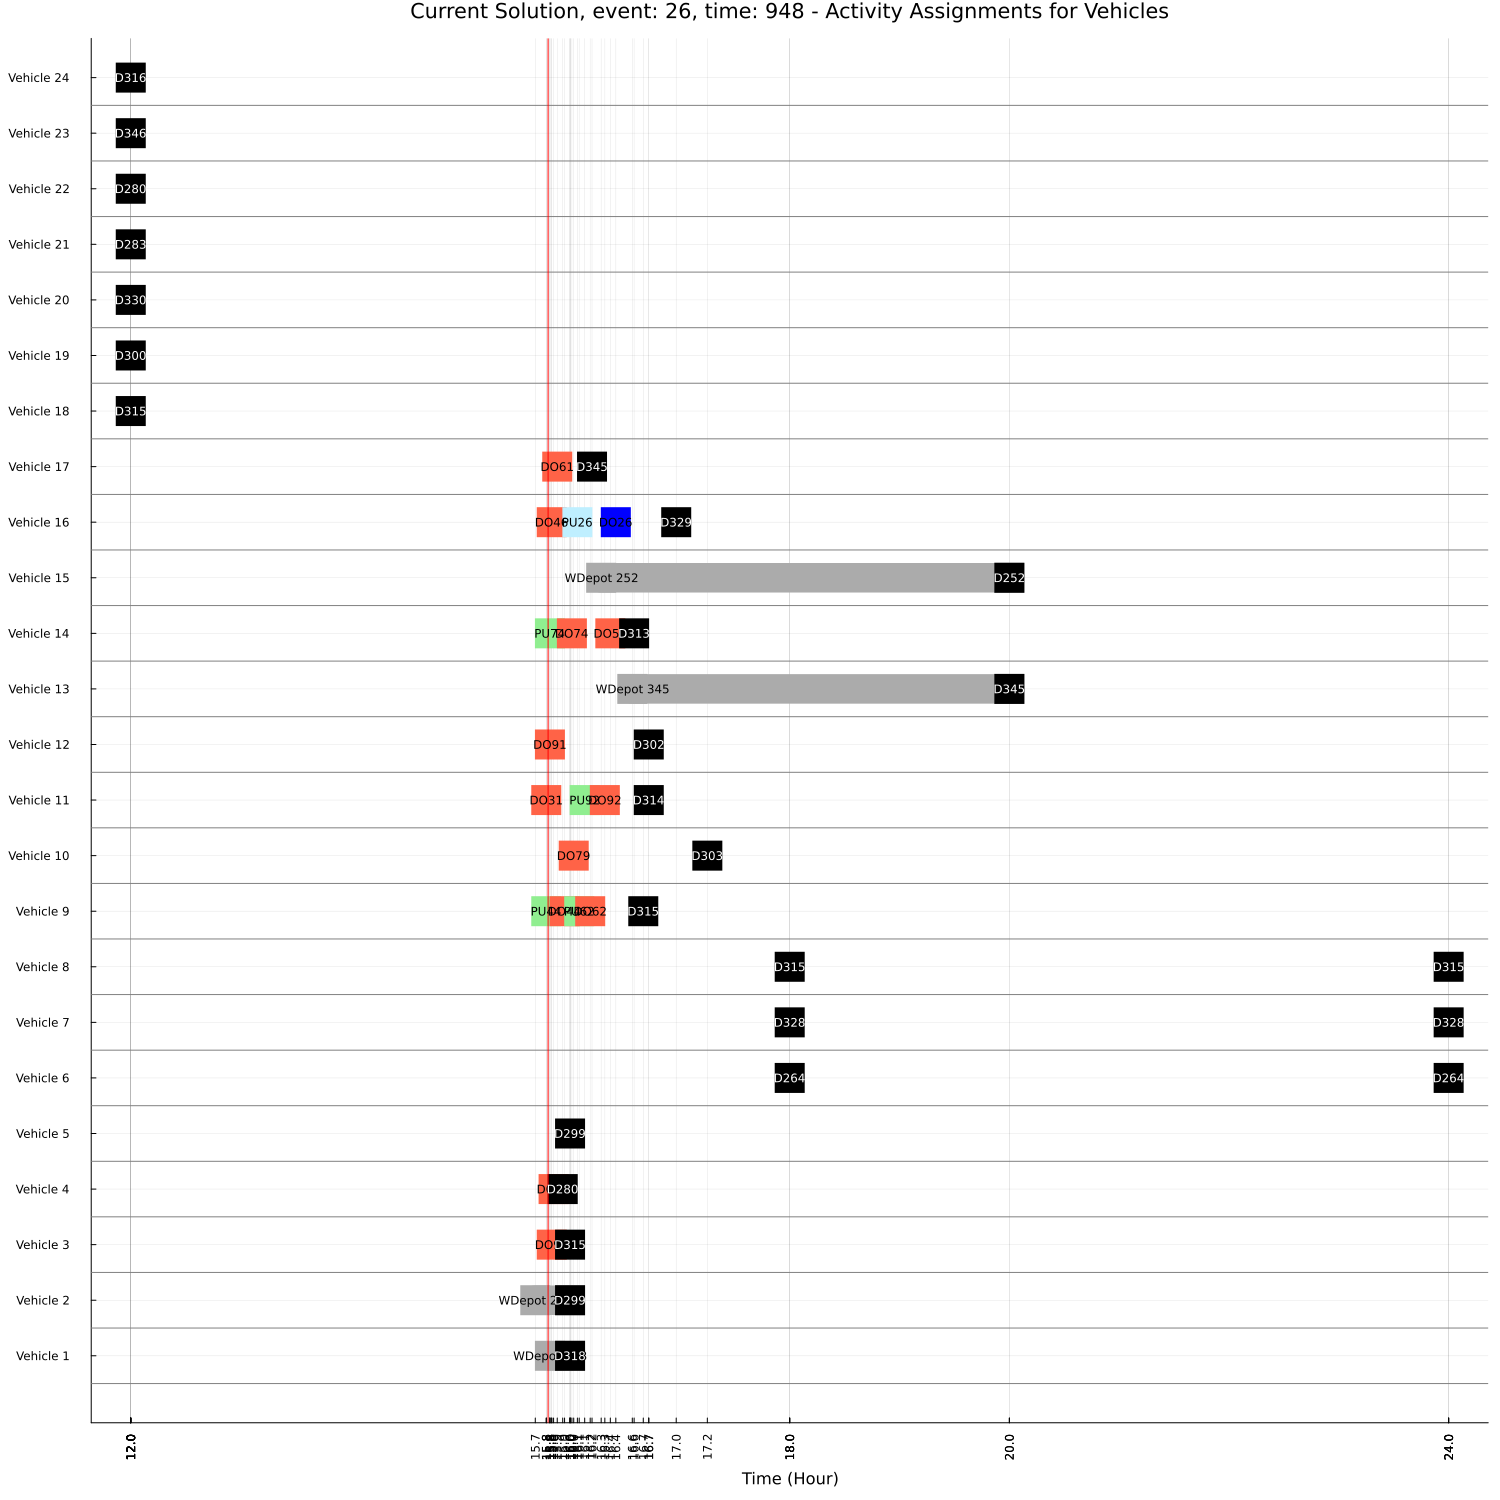 Current Solution, event: 26, time: 948 - Activity Assignments for Vehicles
Vehicle 24 D316
Vehicle 23 D346
Vehicle 22 D280
Vehicle 21 D283
Vehicle 20 D330
Vehicle 19 D300
Vehicle 18 D315
Vehicle 17 DO61 D345
Vehicle 16 DO46 PU26 DO26 D329
Vehicle 15 WDepot 252 D252
Vehicle 14 PU74 DO74 DO5 D313
Vehicle 13 WDepot 345 D345
Vehicle 12 DO91 D302
Vehicle 11 DO31 PU92 DO92 D314
Vehicle 10 DO79 D303
Vehicle 9 PU44 DO62 D315
Vehicle 8 D315 D315
Vehicle 7 D328 D328
Vehicle 6 D264 D264
Vehicle 5 D299
Vehicle 4 D D280
Vehicle 3 DO D315
Vehicle 2 WDepot 2 D299
Vehicle 1 WDepo D318
12.0 15.7 16.4 16.7 17.0 17.2 18.0 20.0 24.0
Time (Hour)